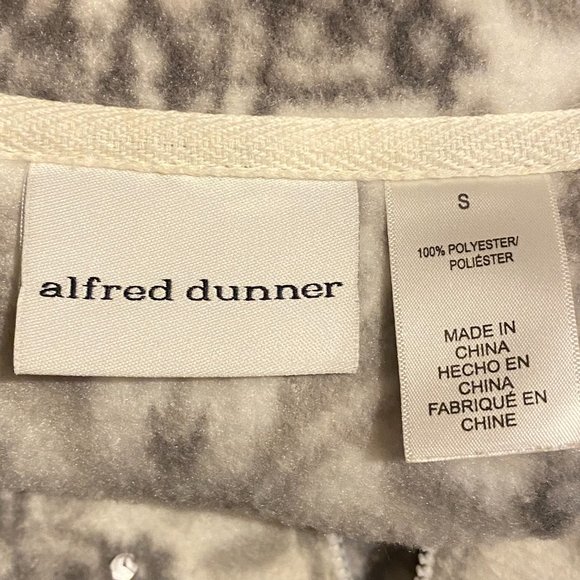 alfred dunner
S
100% POLYESTER/
POLIÉSTER
MADE IN
CHINA
HECHO EN
CHINA
FABRIQUÉ EN
CHINE